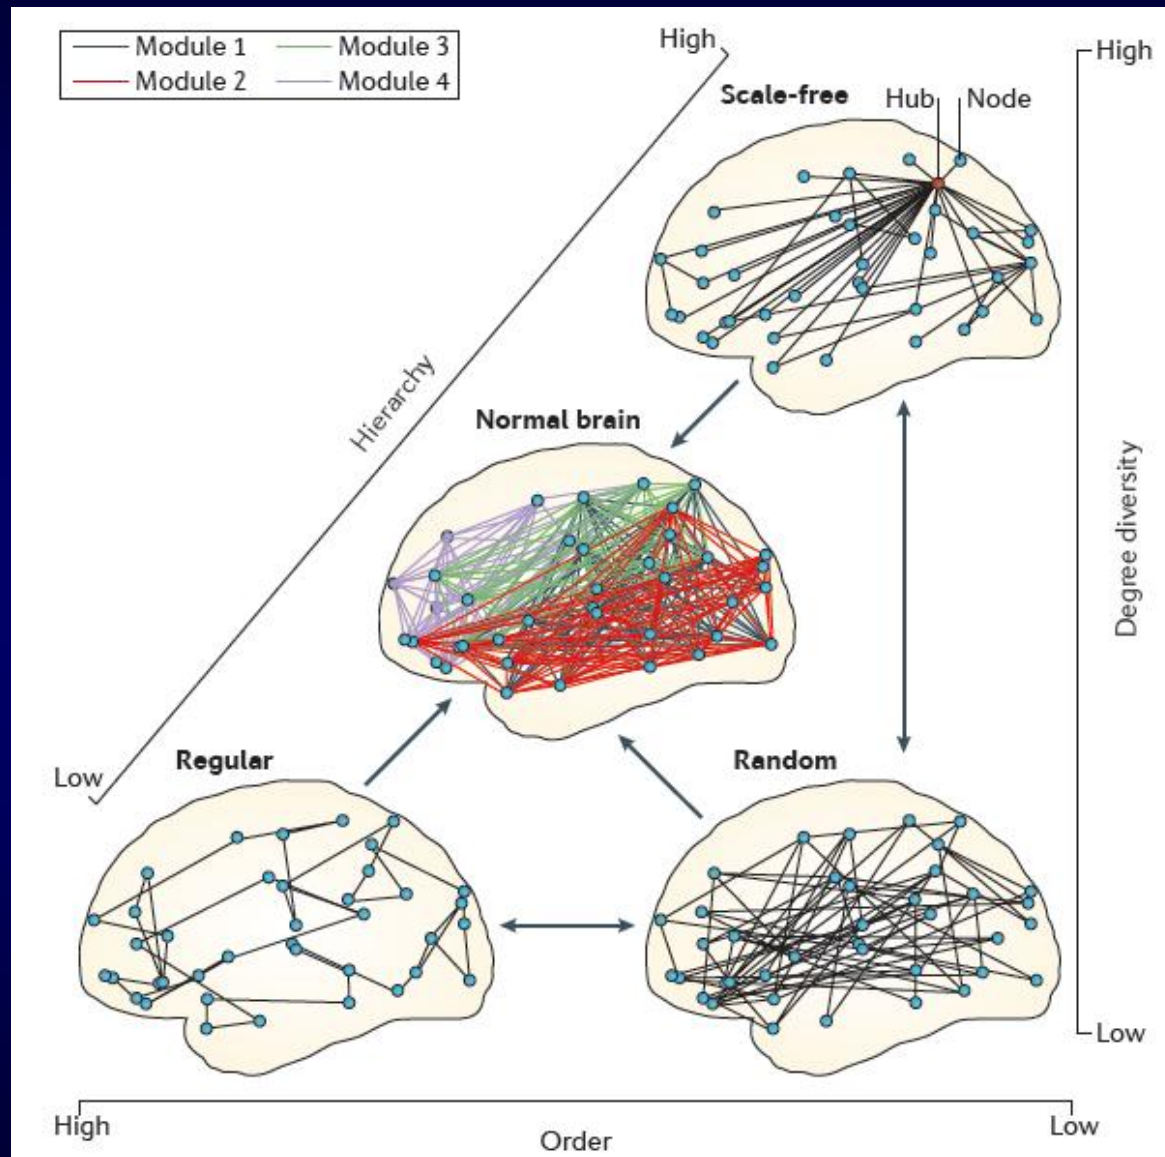 Module 1
Module 3
Module 2
Module 4
High
High
Scale-free
Hub
Node
Hierarchy
Normal brain
Degree diversity
Low
Regular
Random
Low
High
Low
Order